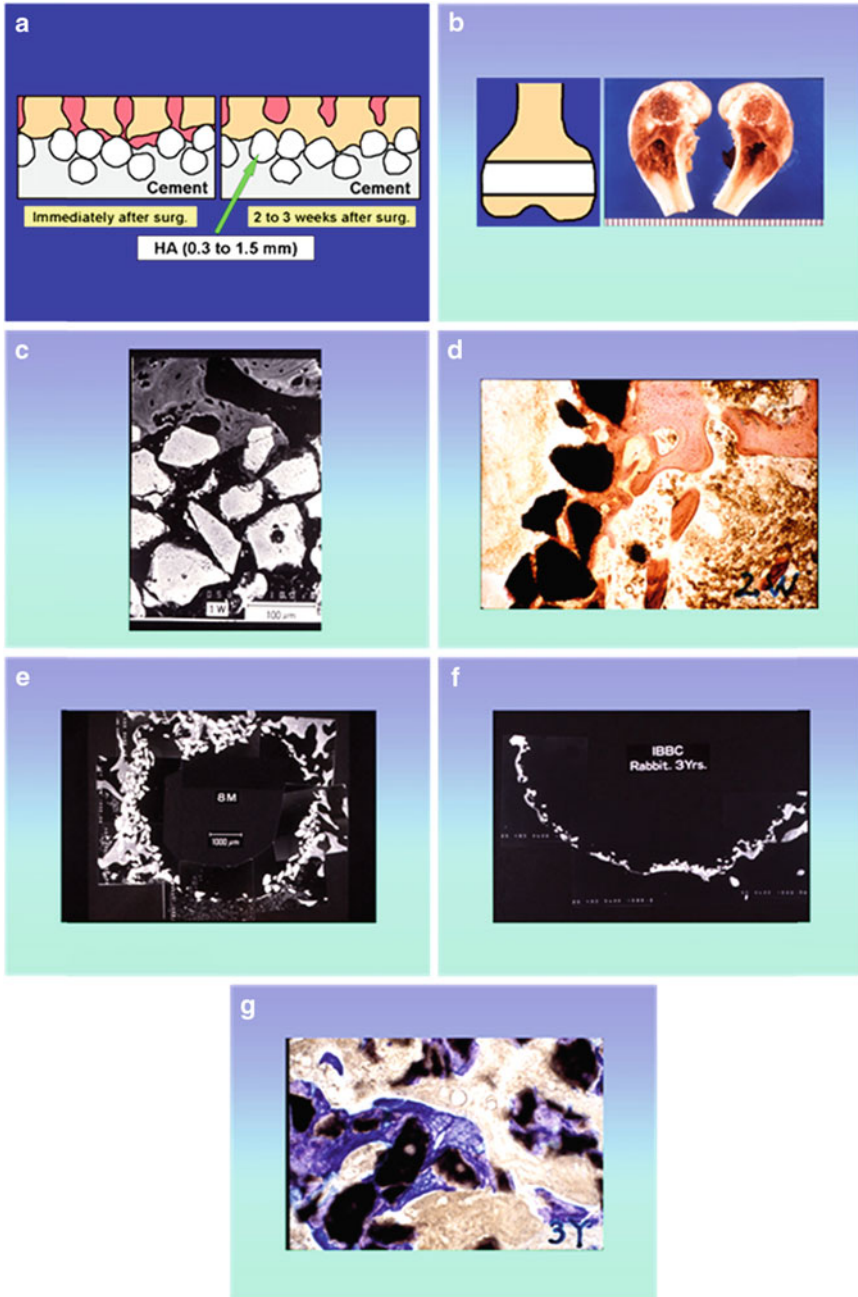 a
Cement
Cement
Immediately after surg.
2 to 3 weeks after surg.
HA (0.3 to 1.5 mm)
b
c
1 W
100 μm
d
2 W
e
8M
1000 μm
f
IBBC
Rabbit. 3Yrs.
g
3Y